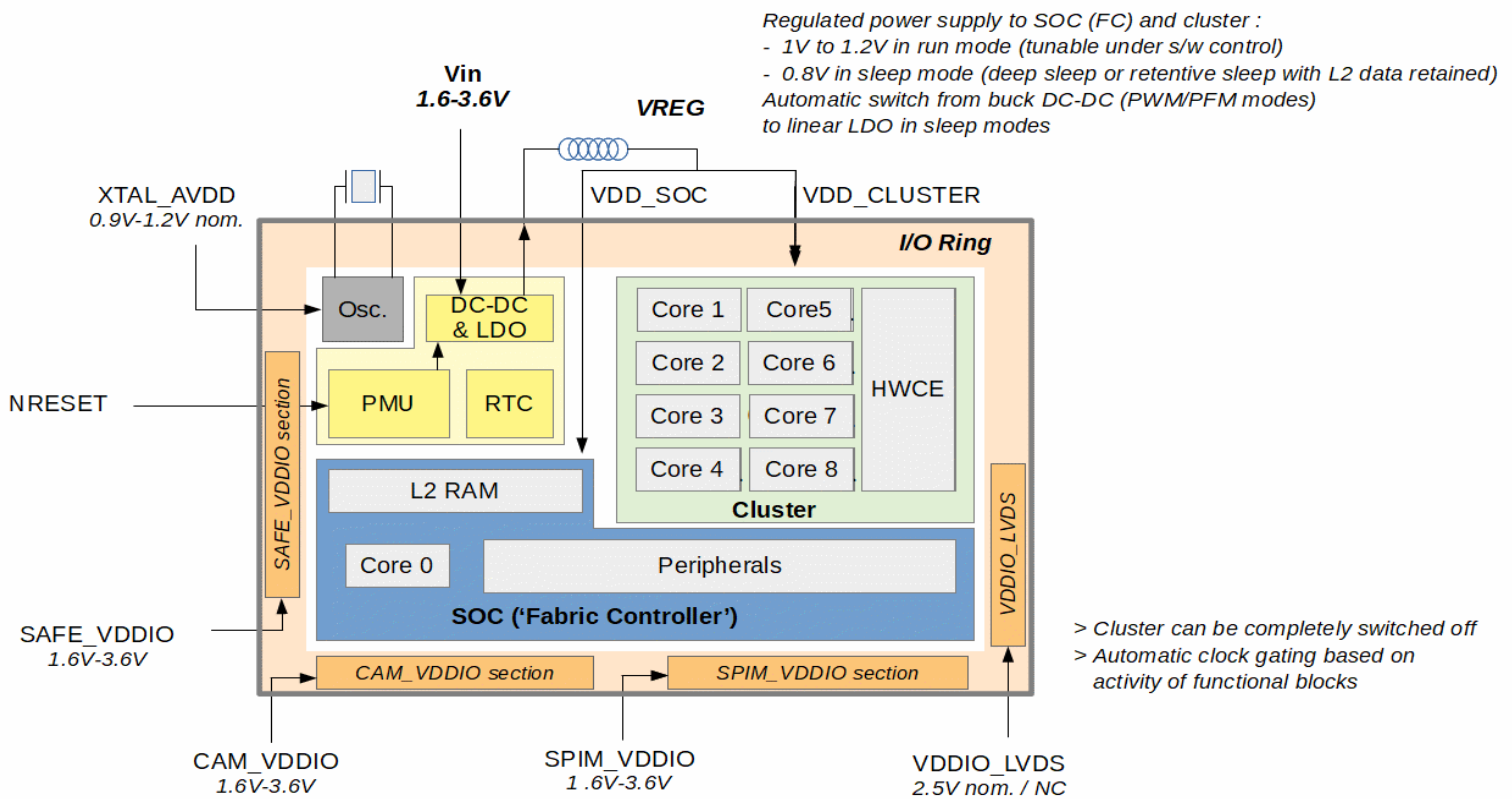 Regulated power supply to SOC (FC) and cluster :
- 1V to 1.2V in run mode (tunable under s/w control)
- 0.8V in sleep mode (deep sleep or retentive sleep with L2 data retained)
Automatic switch from buck DC-DC (PWM/PFM modes)
to linear LDO in sleep modes
Vin
1.6-3.6V
VREG
XTAL_AVDD
0.9V-1.2V nom.
VDD_SOC
VDD_CLUSTER
I/O Ring
Osc.
DC-DC
& LDO
PMU
RTC
NRESET
Core 1
Core5
Core 2
Core 6
Core 3
Core 7
Core 4
Core 8
HWCE
Cluster
SAFE_VDDIO section
L2 RAM
Core 0
Peripherals
SOC (‘Fabric Controller’)
VDDIO_LVDS
SAFE_VDDIO
1.6V-3.6V
CAM_VDDIO section
SPIM_VDDIO section
> Cluster can be completely switched off
> Automatic clock gating based on
activity of functional blocks
CAM_VDDIO
1.6V-3.6V
SPIM_VDDIO
1 .6V-3.6V
VDDIO_LVDS
2.5V nom. / NC